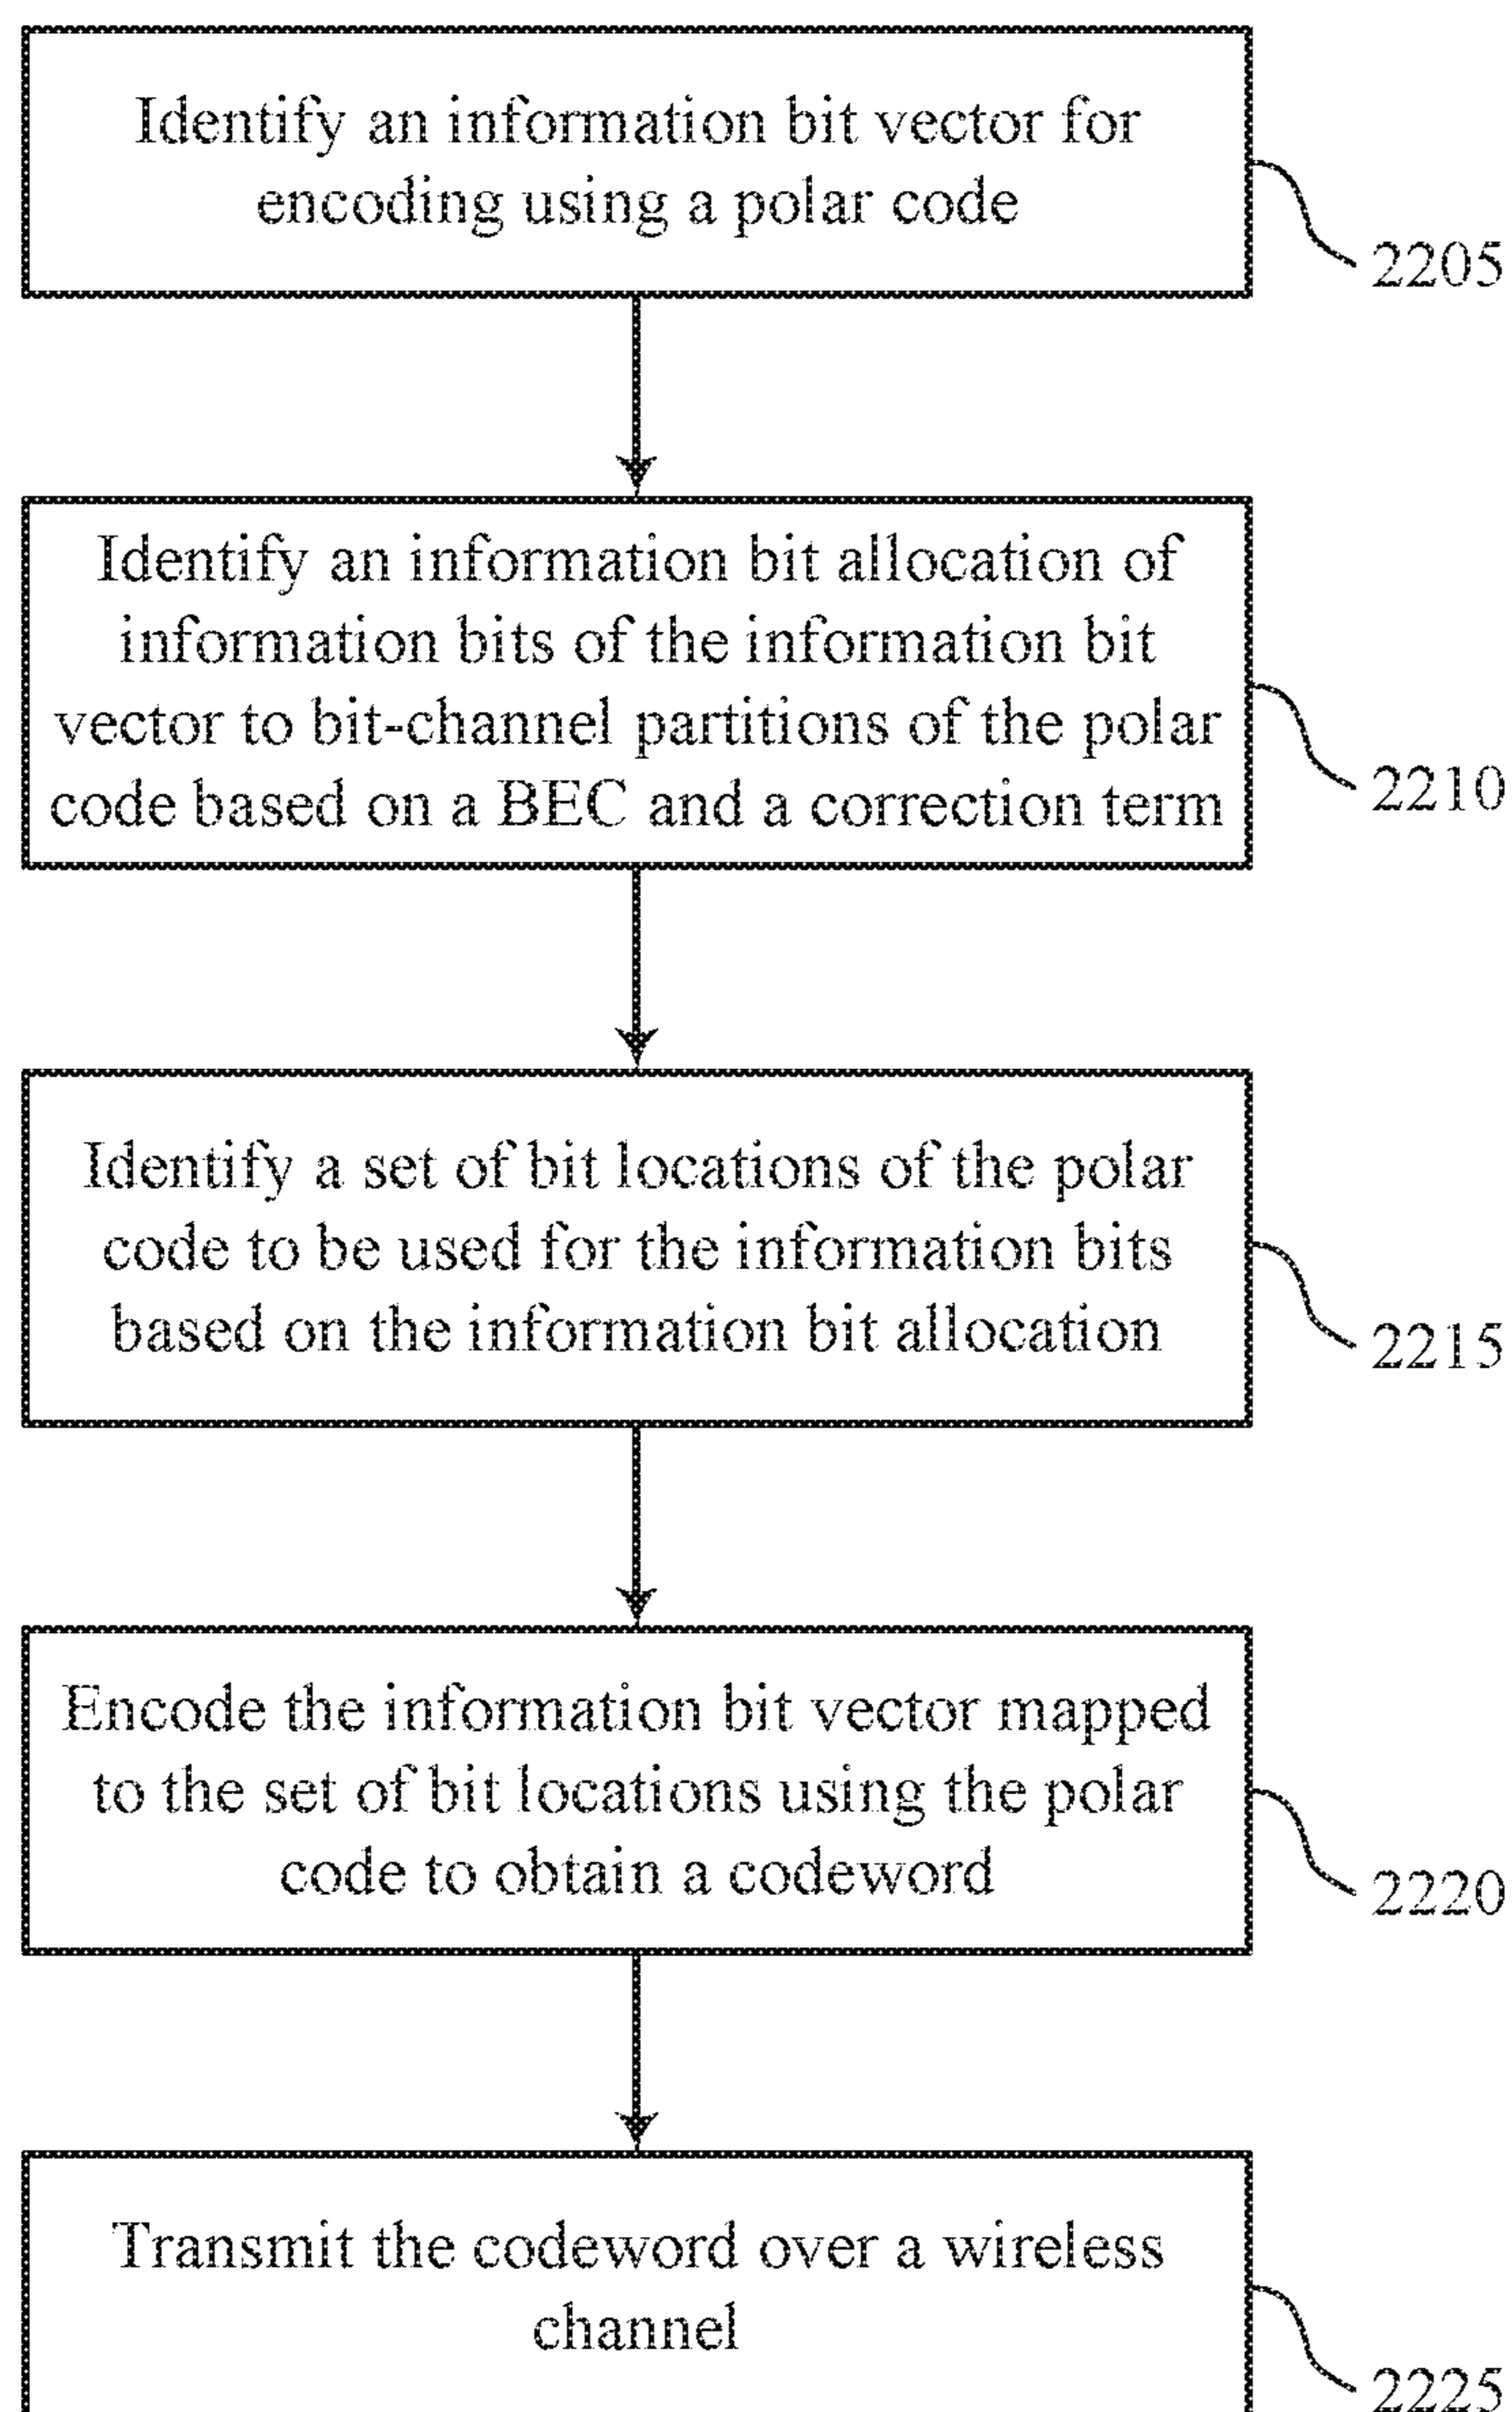 Identify an information bit vector for
encoding using a polar code
2205
Identify an information bit allocation of
information bits of the information bit
vector to bit-channel partitions of the polar
code based on a BEC and a correction term
2210
Identify a set of bit locations of the polar
code to be used for the information bits
based on the information bit allocation
2215
Encode the information bit vector mapped
to the set of bit locations using the polar
code to obtain a codeword
2220
Transmit the codeword over a wireless
channel
2225